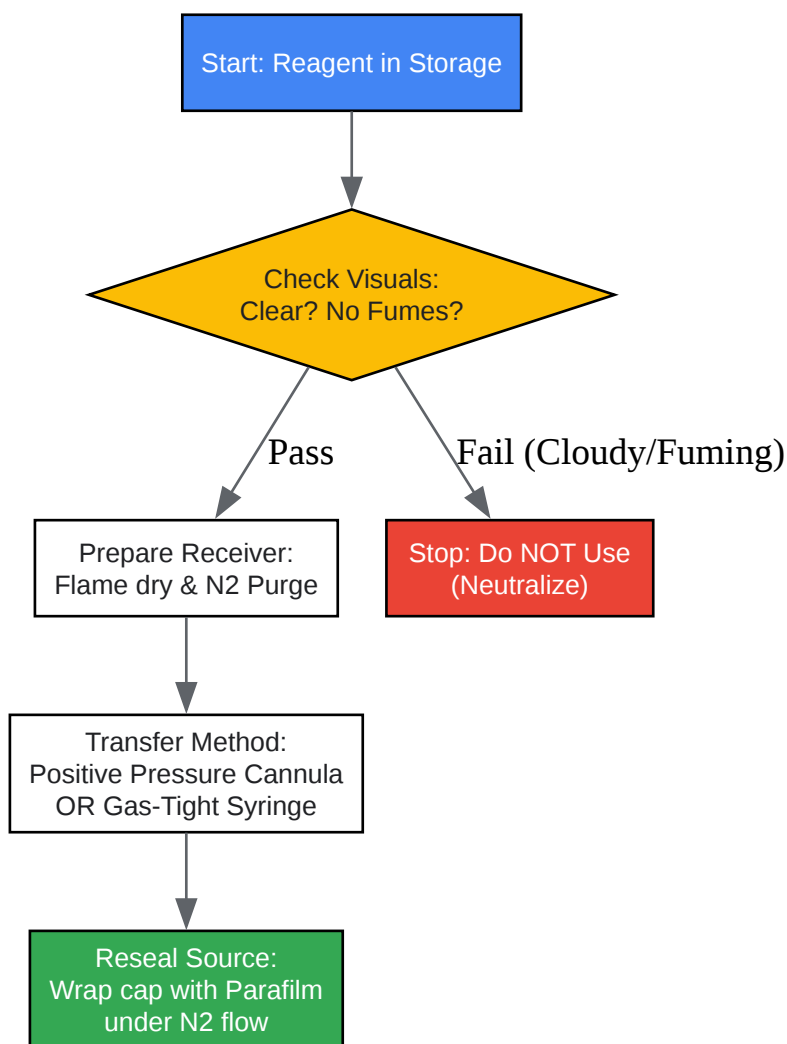 Start: Reagent in Storage
Check Visuals:
Clear? No Fumes?
Pass
Fail (Cloudy/Fuming)
Prepare Receiver:
Flame dry & N2 Purge
Stop: Do NOT Use
(Neutralize)
Transfer Method:
Positive Pressure Cannula
OR Gas-Tight Syringe
Reseal Source:
Wrap cap with Parafilm
under N2 flow